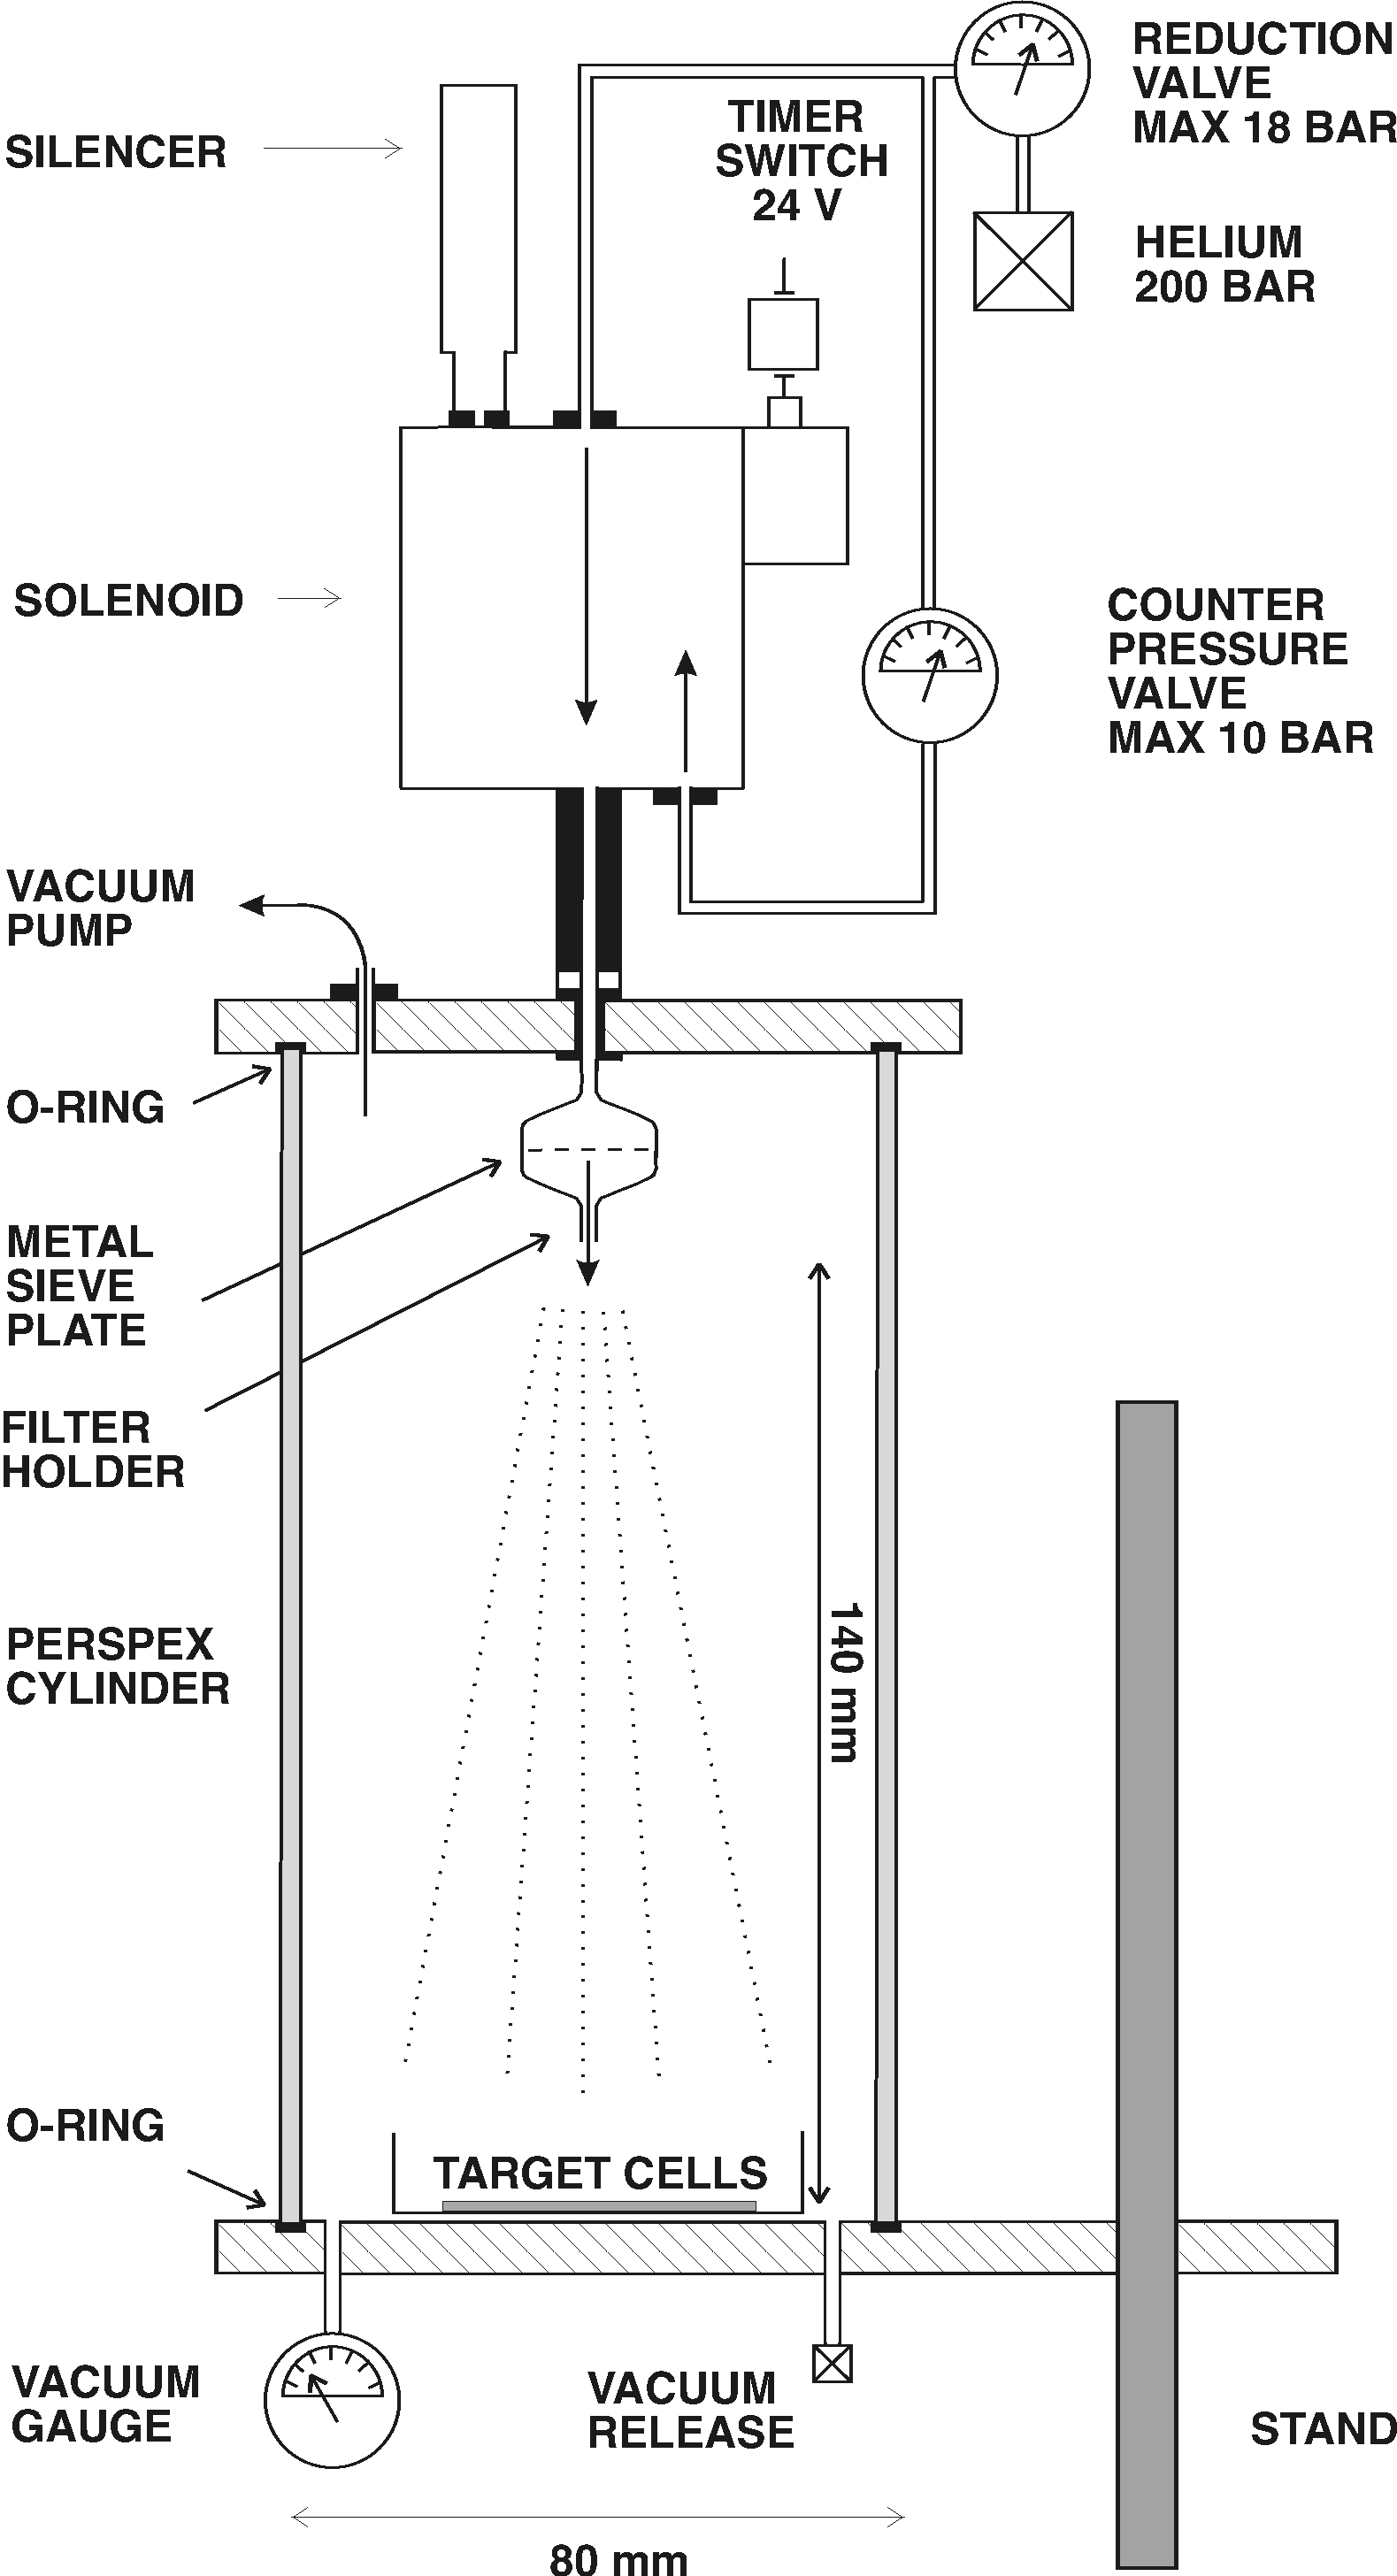 REDUCTION
VALVE
MAX 18 BAR
TIMER
SWITCH
24 V
SILENCER
HELIUM
200 BAR
SOLENOID
COUNTER
PRESSURE
VALVE
MAX 10 BAR
VACUUM
PUMP
O-RING
METAL
SIEVE
PLATE
FILTER
HOLDER
PERSPEX
CYLINDER
140 mm
O-RING
TARGET CELLS
VACUUM
GAUGE
VACUUM
RELEASE
STAND
80 mm